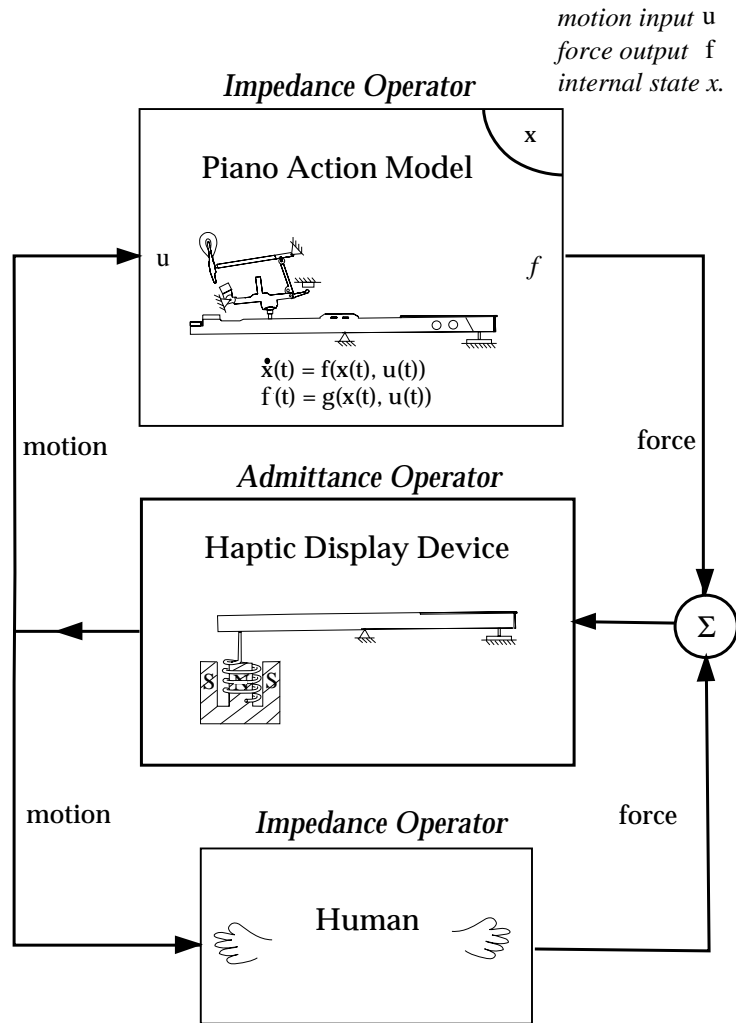 motion input u
force output f
internal state x.
Impedance Operator
x
Piano Action Model
u
f
ẋ(t) = f(x(t), u(t))
f (t) = g(x(t), u(t))
motion
force
Admittance Operator
Haptic Display Device
Σ
S N S
motion
force
Impedance Operator
Human